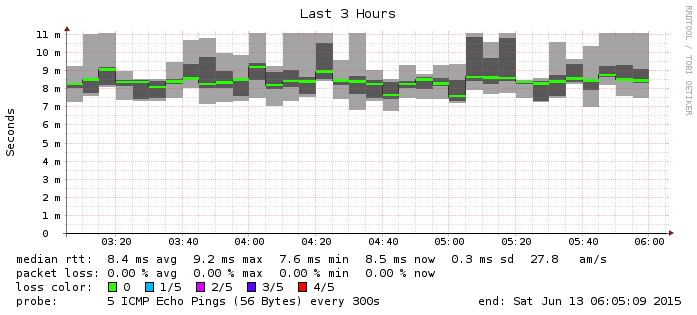 Last 3 Hours
RRDTOOL / TOBI OETIKER
Seconds
11 m
10 m
9 m
8 m
7 m
6 m
5 m
4 m
3 m
2 m
1 m
0
03:20 03:40 04:00 04:20 04:40 05:00 05:20 05:40 06:00
median rtt: 8.4 ms avg 9.2 ms max 7.6 ms min 8.5 ms now 0.3 ms sd 27.8 am/s
packet loss: 0.00 % avg 0.00 % max 0.00 % min 0.00 % now
loss color: 0 1/5 2/5 3/5 4/5
probe: 5 ICMP Echo Pings (56 Bytes) every 300s end: Sat Jun 13 06:05:09 2015